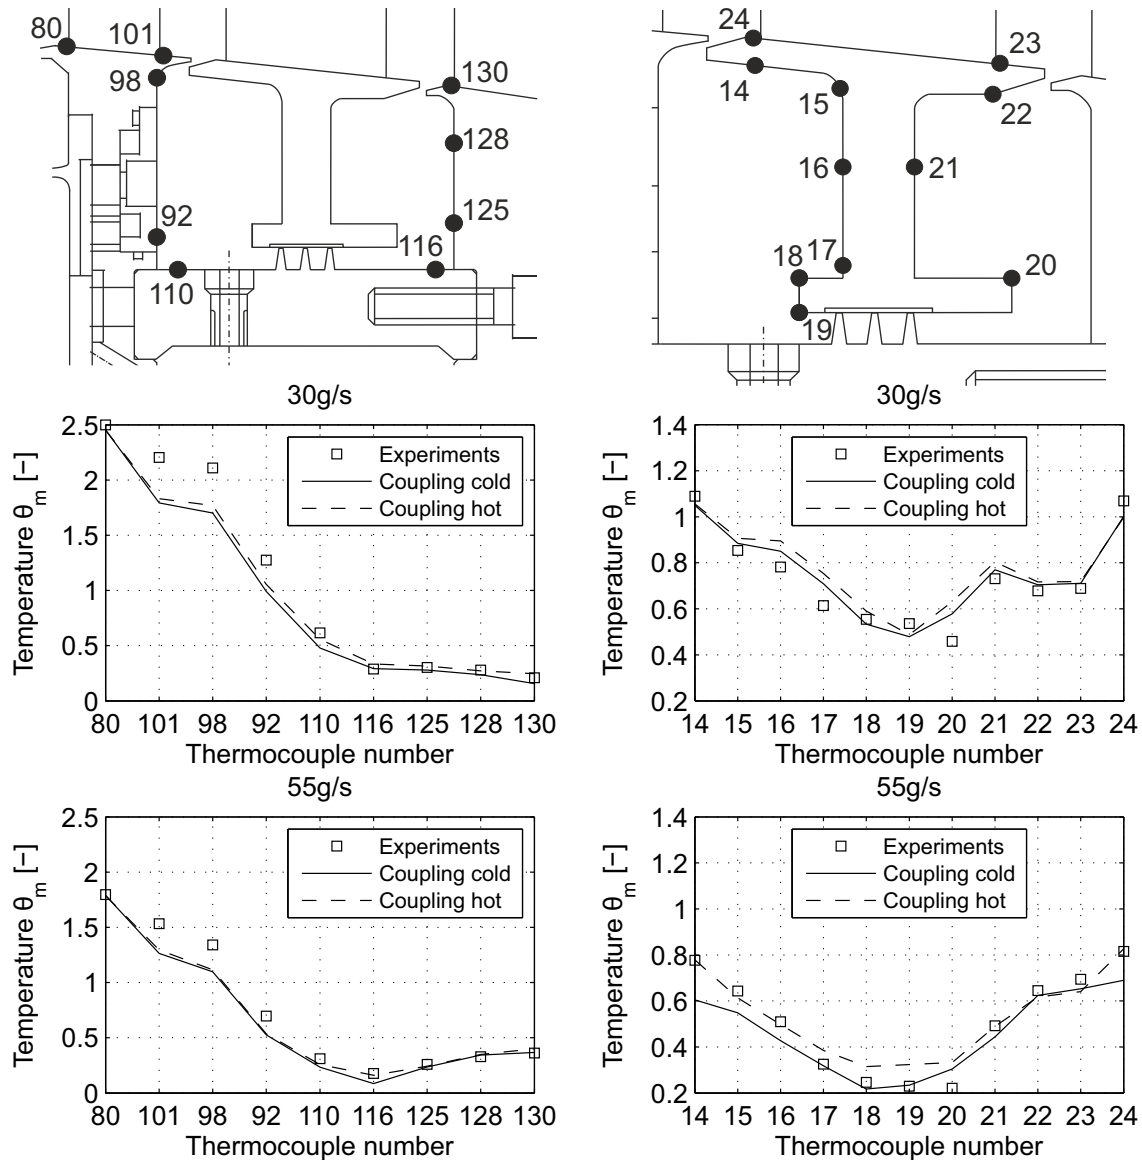 80
101
98
130
128
92
125
116
110
24
23
14
15
22
16
21
17
18
20
19
30g/s
2.5
2
1.5
1
0.5
0
Temperature θm [−]
Experiments
Coupling cold
Coupling hot
80 101 98 92 110 116 125 128 130
Thermocouple number
30g/s
1.4
1.2
1
0.8
0.6
0.4
0.2
Temperature θm [−]
Experiments
Coupling cold
Coupling hot
14 15 16 17 18 19 20 21 22 23 24
Thermocouple number
55g/s
2.5
2
1.5
1
0.5
0
Temperature θm [−]
Experiments
Coupling cold
Coupling hot
80 101 98 92 110 116 125 128 130
Thermocouple number
55g/s
1.4
1.2
1
0.8
0.6
0.4
0.2
Temperature θm [−]
Experiments
Coupling cold
Coupling hot
14 15 16 17 18 19 20 21 22 23 24
Thermocouple number